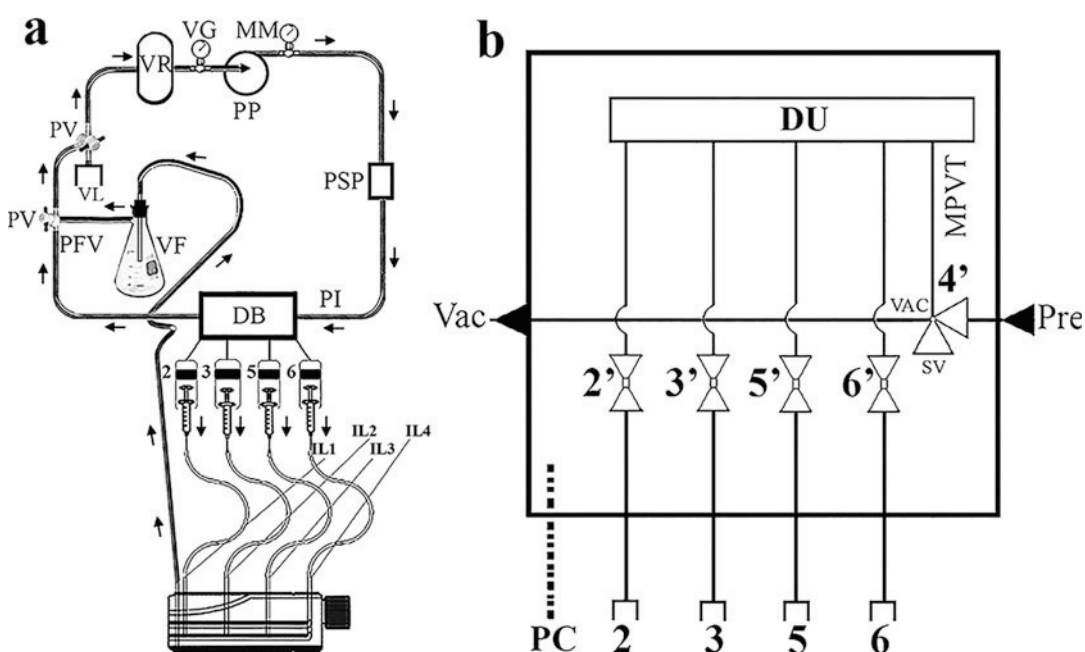 a
VG
MM
VR
PP
PV
VL
PSP
PV
PFV
VF
PI
DB
2
3
5
6
IL2
IL4
IL1
IL3
b
DU
MPVT
4'
Vac
VAC
Pre
SV
2'
3'
5'
6'
PC
2
3
5
6